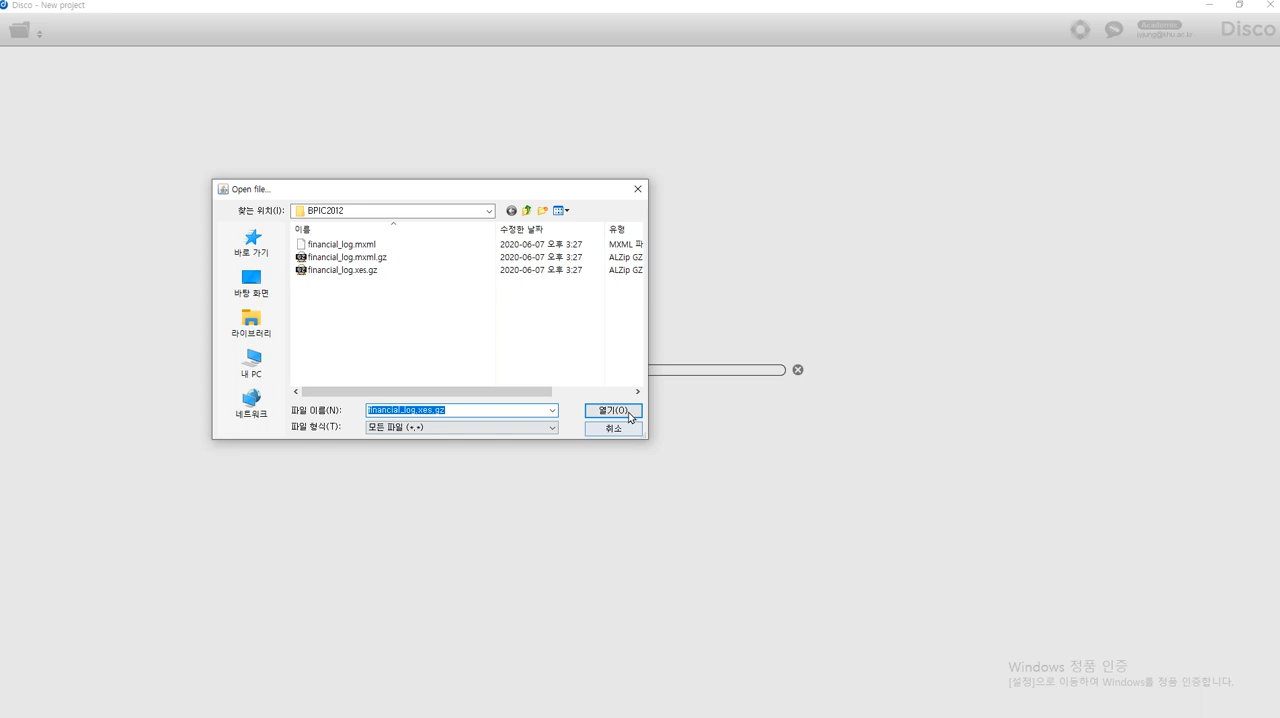 Disco - New project
Academic
Disco
Open file...
찾는 위치(I):
BPIC2012
이름
수정한 날짜
유형
financial_log.mxml
2020-06-07 오후 3:27
MXML 파
financial_log.mxml.gz
2020-06-07 오후 3:27
ALZip GZ
financial_log.xes.gz
2020-06-07 오후 3:27
ALZip GZ
바로 가기
바탕 화면
라이브러리
내 PC
네트워크
파일 이름(N):
financial_log.xes.gz
열기(O)
파일 형식(T):
모든 파일 (*.*)
취소
Windows 정품 인증
[설정]으로 이동하여 Windows를 정품 인증합니다.